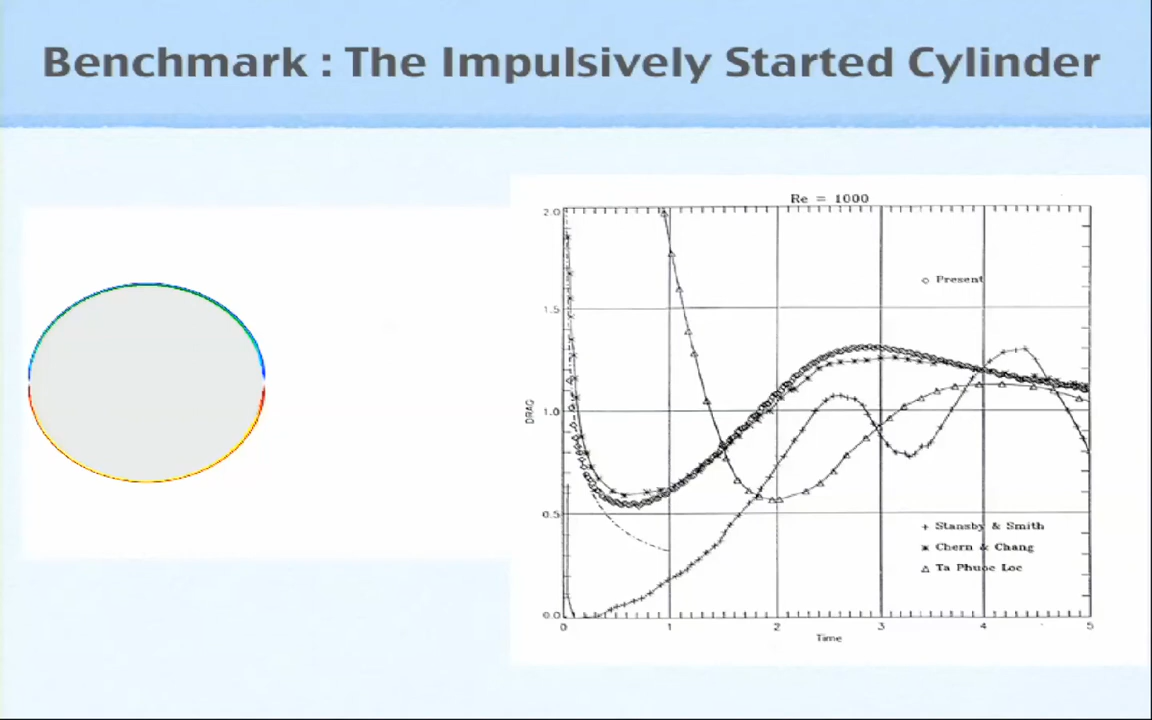 Benchmark : The Impulsively Started Cylinder
Re = 1000
2.0
Present
1.5
DRAG
1.0
0.5
Stansby & Smith
Chern & Chang
Ta Phuoc Loc
0.0
0 1 2 3 4 5
Time